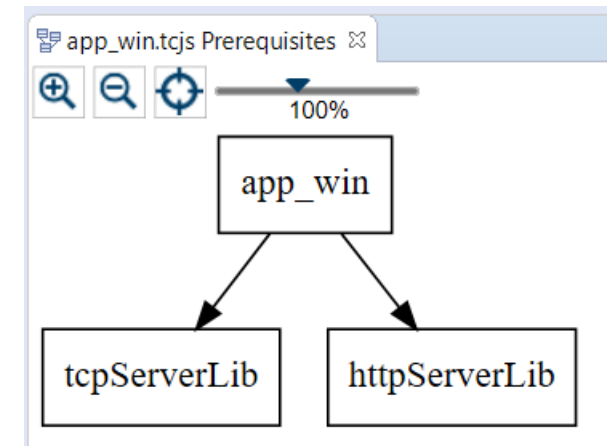 app_win.tcjs Prerequisites
100%
app_win
tcpServerLib
httpServerLib